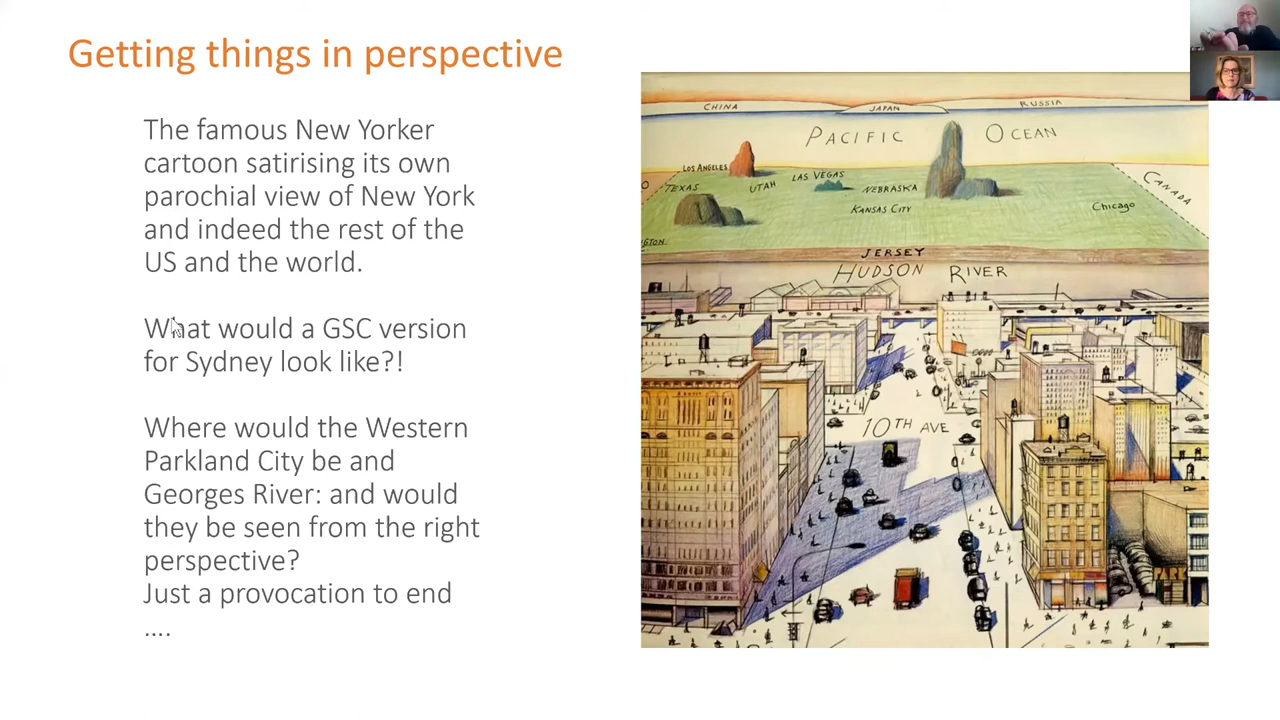 Getting things in perspective
The famous New Yorker
cartoon satirising its own
parochial view of New York
and indeed the rest of the
US and the world.
What would a GSC version
for Sydney look like?!
Where would the Western
Parkland City be and
Georges River: and would
they be seen from the right
perspective?
Just a provocation to end
....
CHINA
JAPAN
RUSSIA
PACIFIC OCEAN
LOS ANGELES
TEXAS
UTAH
LAS VEGAS
NEBRASKA
KANSAS CITY
CANADA
Chicago
JERSEY
HUDSON RIVER
10TH AVE